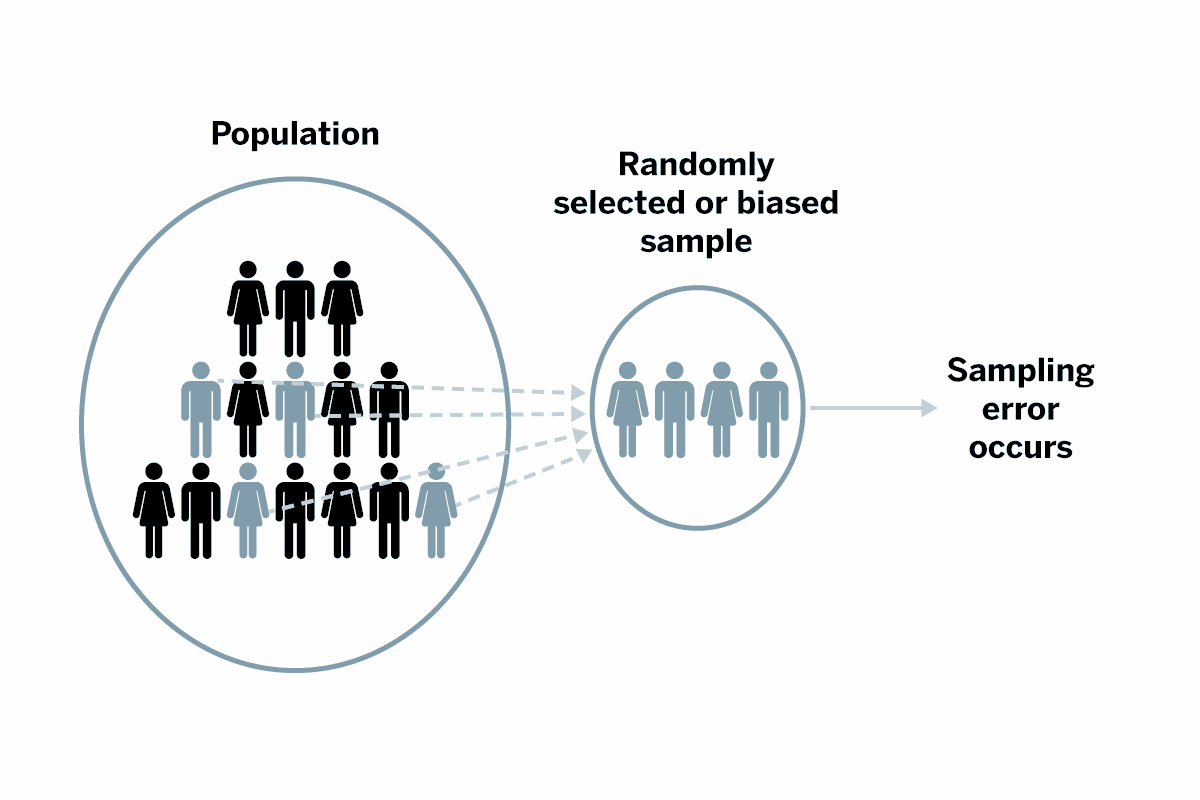 Population
Randomly
selected or biased
sample
Sampling
error
occurs